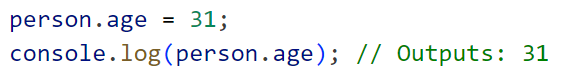 person.age = 31;
console.log(person.age); // Outputs: 31